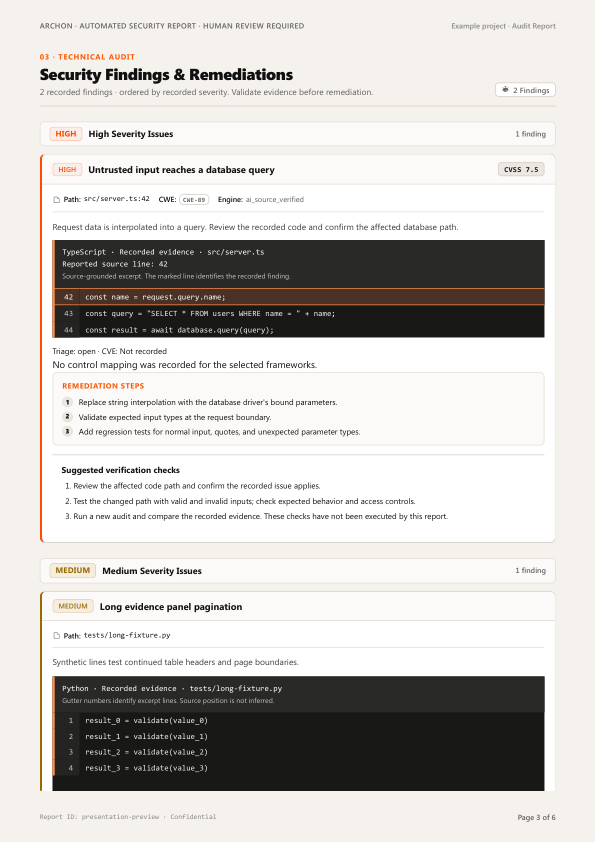 ARCHON · AUTOMATED SECURITY REPORT · HUMAN REVIEW REQUIRED
Example project · Audit Report
03 · TECHNICAL AUDIT
Security Findings & Remediations
2 recorded findings · ordered by recorded severity. Validate evidence before remediation.
2 Findings
HIGH High Severity Issues 1 finding
HIGH Untrusted input reaches a database query CVSS 7.5
Path: src/server.ts:42 CWE: CWE-89 Engine: ai_source_verified
Request data is interpolated into a query. Review the recorded code and confirm the affected database path.
TypeScript · Recorded evidence · src/server.ts
Reported source line: 42
Source-grounded excerpt. The marked line identifies the recorded finding.
42 const name = request.query.name;
43 const query = "SELECT * FROM users WHERE name = " + name;
44 const result = await database.query(query);
Triage: open · CVE: Not recorded
No control mapping was recorded for the selected frameworks.
REMEDIATION STEPS
1 Replace string interpolation with the database driver's bound parameters.
2 Validate expected input types at the request boundary.
3 Add regression tests for normal input, quotes, and unexpected parameter types.
Suggested verification checks
1. Review the affected code path and confirm the recorded issue applies.
2. Test the changed path with valid and invalid inputs; check expected behavior and access controls.
3. Run a new audit and compare the recorded evidence. These checks have not been executed by this report.
MEDIUM Medium Severity Issues 1 finding
MEDIUM Long evidence panel pagination
Path: tests/long-fixture.py
Synthetic lines test continued table headers and page boundaries.
Python · Recorded evidence · tests/long-fixture.py
Gutter numbers identify excerpt lines. Source position is not inferred.
1 result_0 = validate(value_0)
2 result_1 = validate(value_1)
3 result_2 = validate(value_2)
4 result_3 = validate(value_3)
Report ID: presentation-preview · Confidential
Page 3 of 6